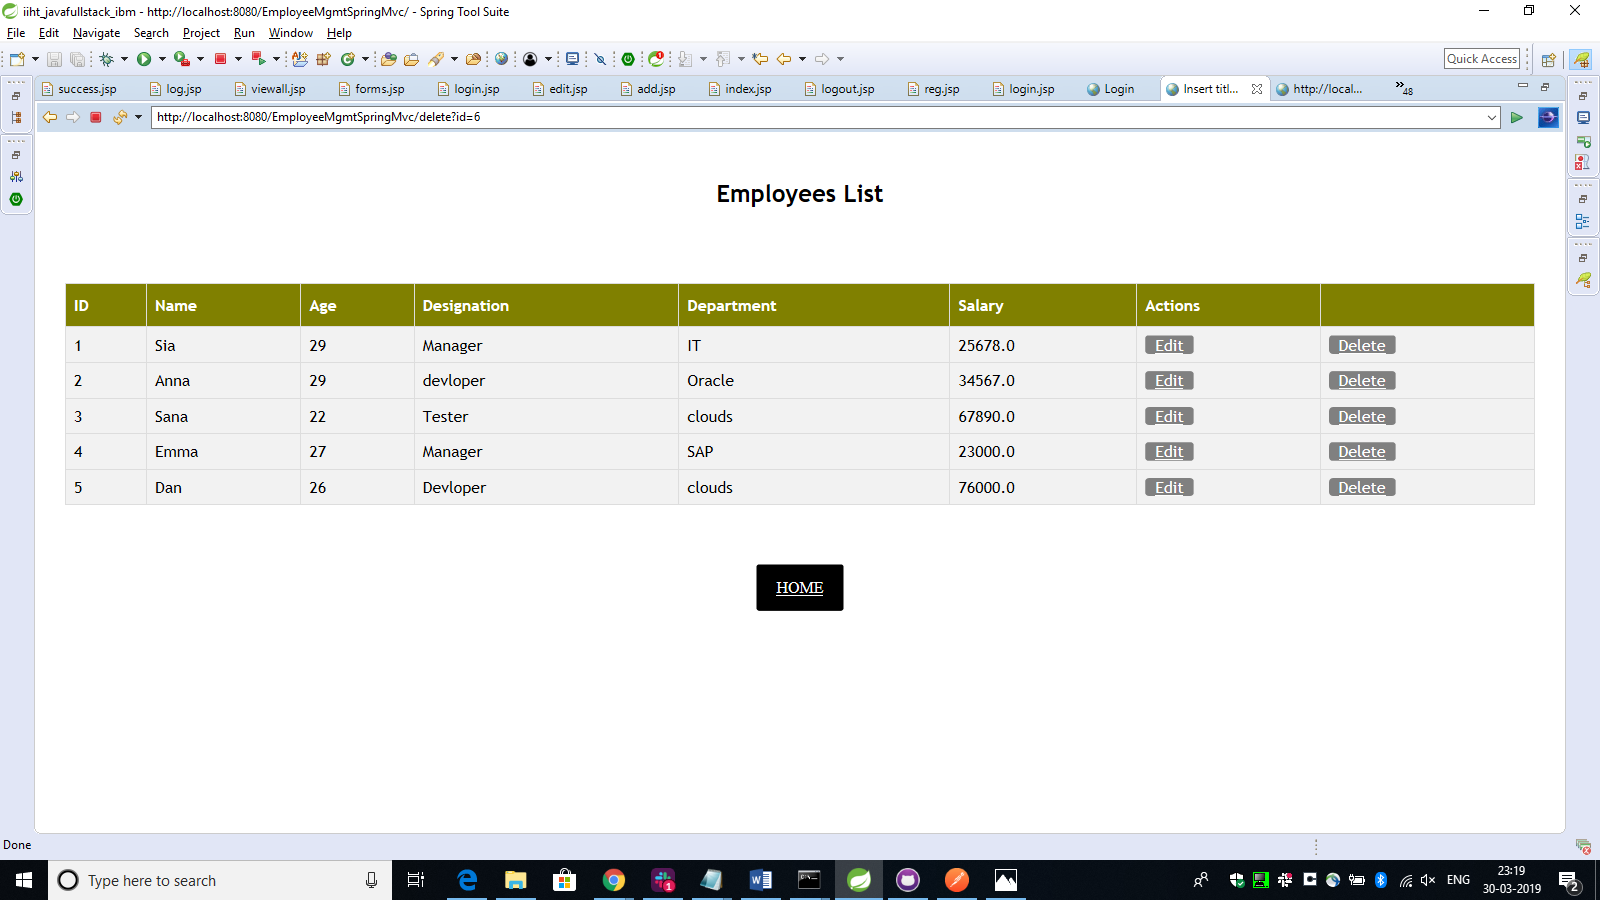 iiht_javafullstack_ibm - http://localhost:8080/EmployeeMgmtSpringMvc/ - Spring Tool Suite
File Edit Navigate Search Project Run Window Help
Quick Access
success.jsp log.jsp viewall.jsp forms.jsp login.jsp edit.jsp add.jsp index.jsp logout.jsp reg.jsp login.jsp Login Insert titl... http://local... »48
http://localhost:8080/EmployeeMgmtSpringMvc/delete?id=6
Employees List
ID Name Age Designation Department Salary Actions
1 Sia 29 Manager IT 25678.0 Edit Delete
2 Anna 29 devloper Oracle 34567.0 Edit Delete
3 Sana 22 Tester clouds 67890.0 Edit Delete
4 Emma 27 Manager SAP 23000.0 Edit Delete
5 Dan 26 Devloper clouds 76000.0 Edit Delete
HOME
Done
Type here to search
1
ENG
23:19
30-03-2019
2